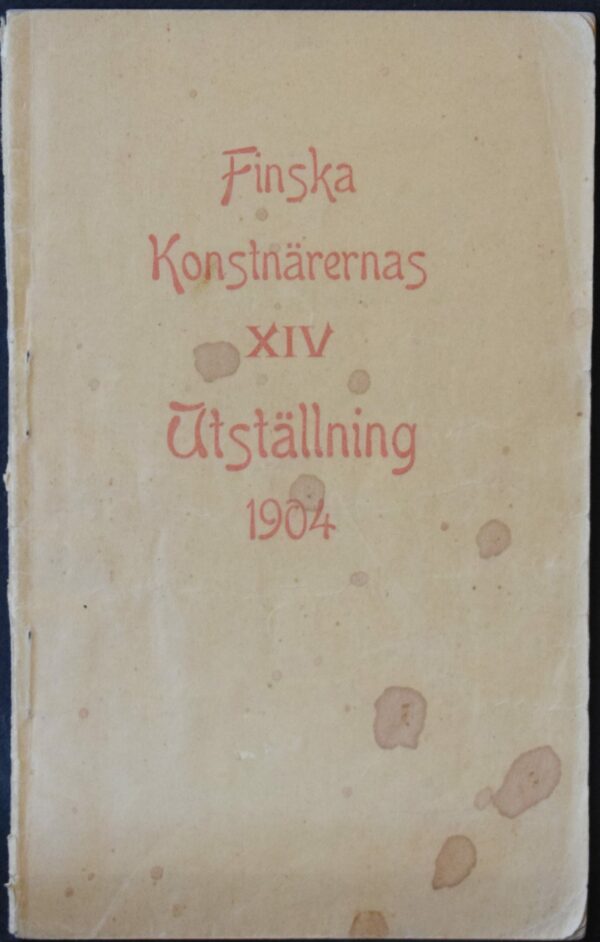 Finska
Konstnärernas
XIV
Utställning
1904